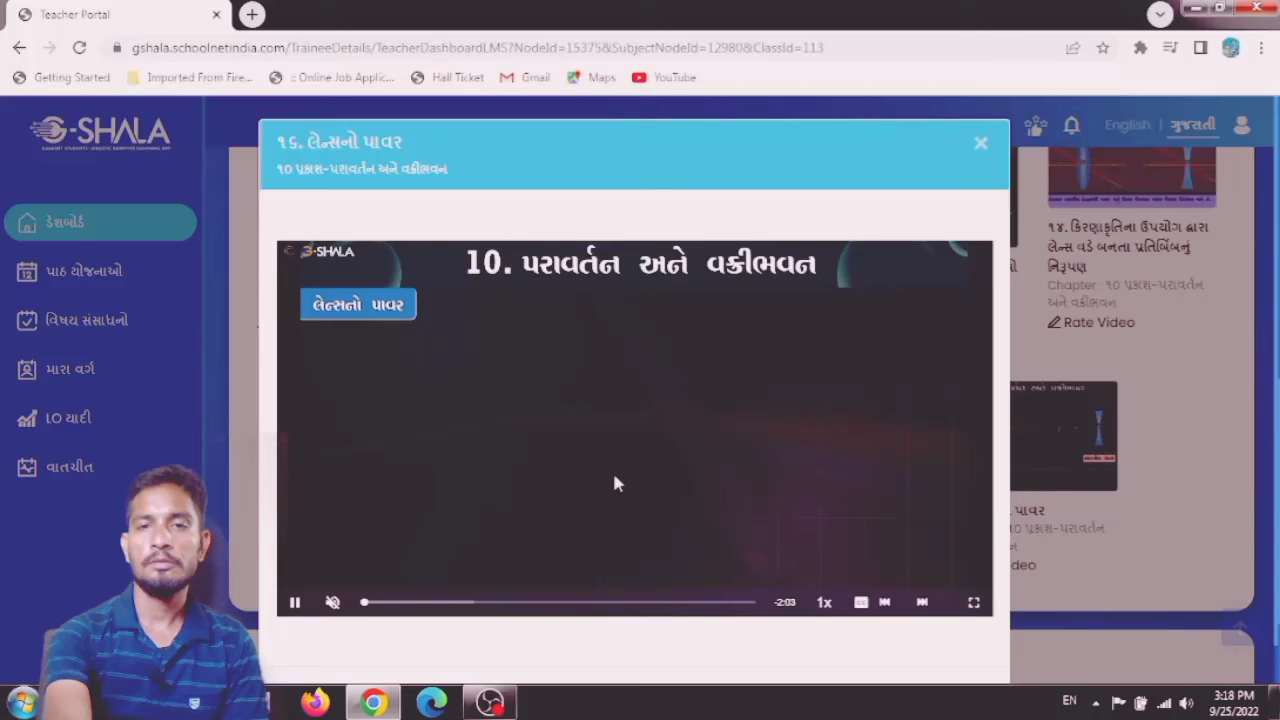 Teacher Portal
gshala.schoolnetindia.com/TraineeDetails/TeacherDashboardLMS?NodeId=15375&SubjectNodeId=12980&ClassId=113
Getting Started
Imported From Fire...
:: Online Job Applic...
Hall Ticket
Gmail
Maps
YouTube
G-SHALA
૧૬. લેન્સનો પાવર
૧૦ પ્રકાશ-પરાવર્તન અને વક્રીભવન
English | ગુજરાતી
ડેશબોર્ડ
પાઠ યોજનાઓ
વિષય સંસાધનો
મારા વર્ગ
LO યાદી
વાતચીત
G-SHALA
10. પરાવર્તન અને વક્રીભવન
લેન્સનો પાવર
-2:03
1x
૧૪. કિરણાકૃતિના ઉપયોગ દ્વારા
લેન્સ વડે બનતા પ્રતિબિંબનું
નિરૂપણ
Chapter : ૧૦ પ્રકાશ-પરાવર્તન
અને વક્રીભવન
Rate Video
પાવર
૧૦ પ્રકાશ-પરાવર્તન
deo
EN
3:18 PM
9/25/2022